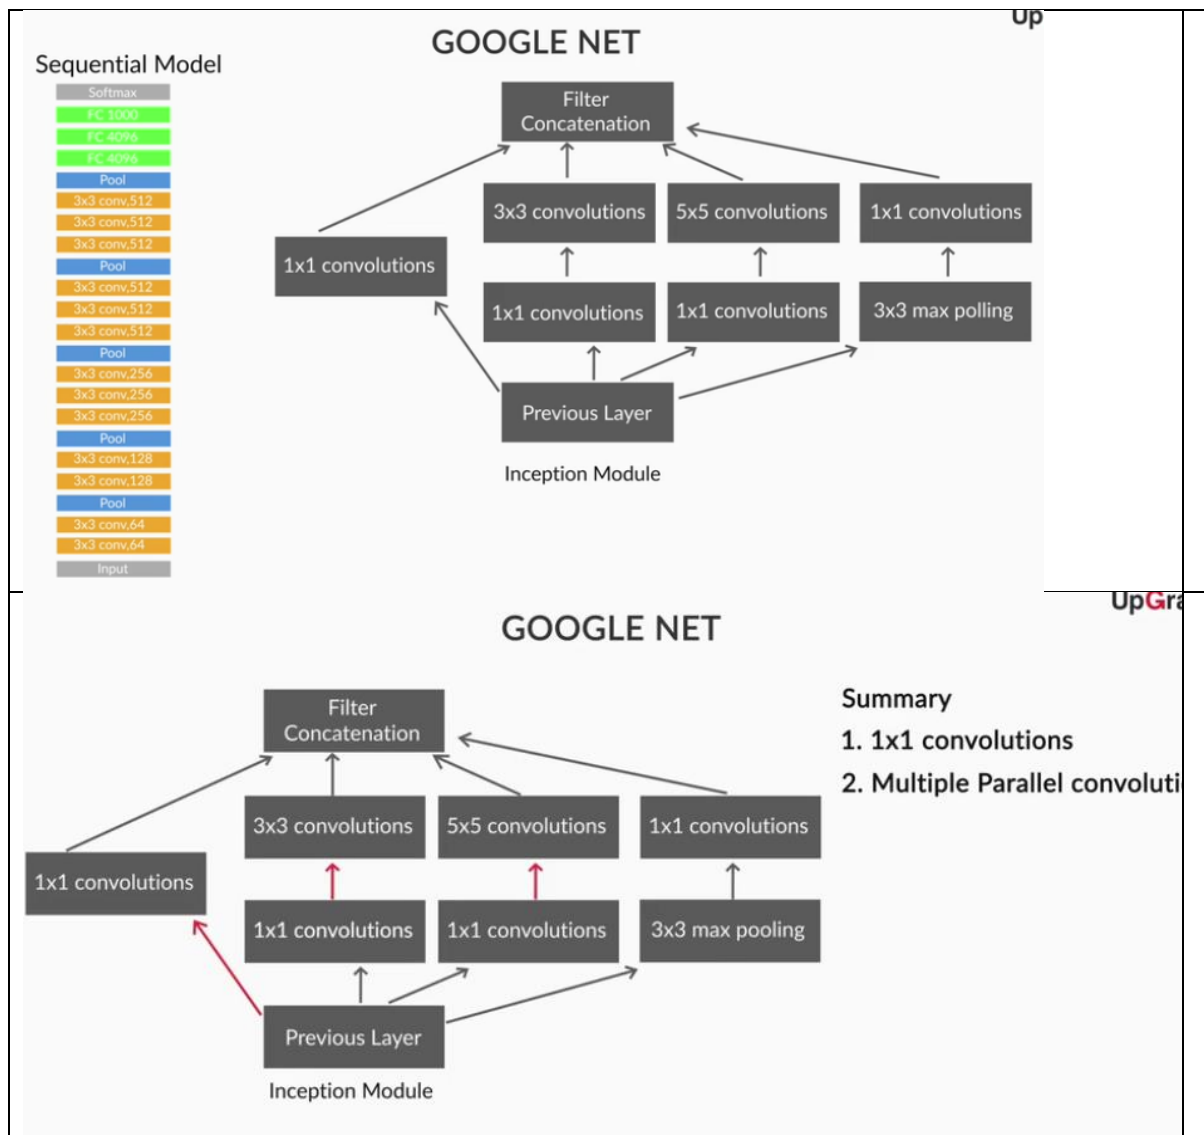 Up
GOOGLE NET
Sequential Model
Softmax
FC 1000
FC 4096
FC 4096
Pool
3x3 conv,512
3x3 conv,512
3x3 conv,512
Pool
3x3 conv,512
3x3 conv,512
3x3 conv,512
Pool
3x3 conv,256
3x3 conv,256
3x3 conv,256
Pool
3x3 conv,128
3x3 conv,128
Pool
3x3 conv,64
3x3 conv,64
Input
Filter
Concatenation
3x3 convolutions
5x5 convolutions
1x1 convolutions
1x1 convolutions
1x1 convolutions
1x1 convolutions
3x3 max polling
Previous Layer
Inception Module
UpGra
GOOGLE NET
Filter
Concatenation
3x3 convolutions
5x5 convolutions
1x1 convolutions
1x1 convolutions
1x1 convolutions
1x1 convolutions
3x3 max pooling
Previous Layer
Inception Module
Summary
1. 1x1 convolutions
2. Multiple Parallel convoluti